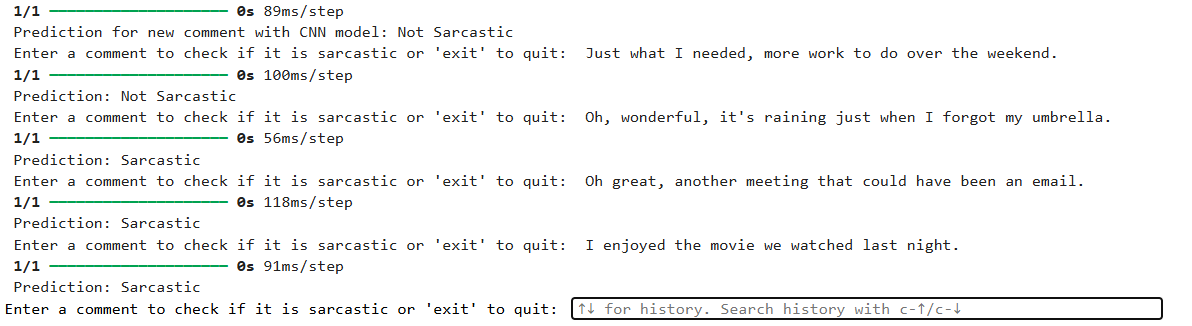 1/1 ━━━━━━━━━━━━━━━━━━━━ 0s 89ms/step
Prediction for new comment with CNN model: Not Sarcastic
Enter a comment to check if it is sarcastic or 'exit' to quit:  Just what I needed, more work to do over the weekend.
1/1 ━━━━━━━━━━━━━━━━━━━━ 0s 100ms/step
Prediction: Not Sarcastic
Enter a comment to check if it is sarcastic or 'exit' to quit:  Oh, wonderful, it's raining just when I forgot my umbrella.
1/1 ━━━━━━━━━━━━━━━━━━━━ 0s 56ms/step
Prediction: Sarcastic
Enter a comment to check if it is sarcastic or 'exit' to quit:  Oh great, another meeting that could have been an email.
1/1 ━━━━━━━━━━━━━━━━━━━━ 0s 118ms/step
Prediction: Sarcastic
Enter a comment to check if it is sarcastic or 'exit' to quit:  I enjoyed the movie we watched last night.
1/1 ━━━━━━━━━━━━━━━━━━━━ 0s 91ms/step
Prediction: Sarcastic
Enter a comment to check if it is sarcastic or 'exit' to quit: ↑↓ for history. Search history with c-↑/c-↓